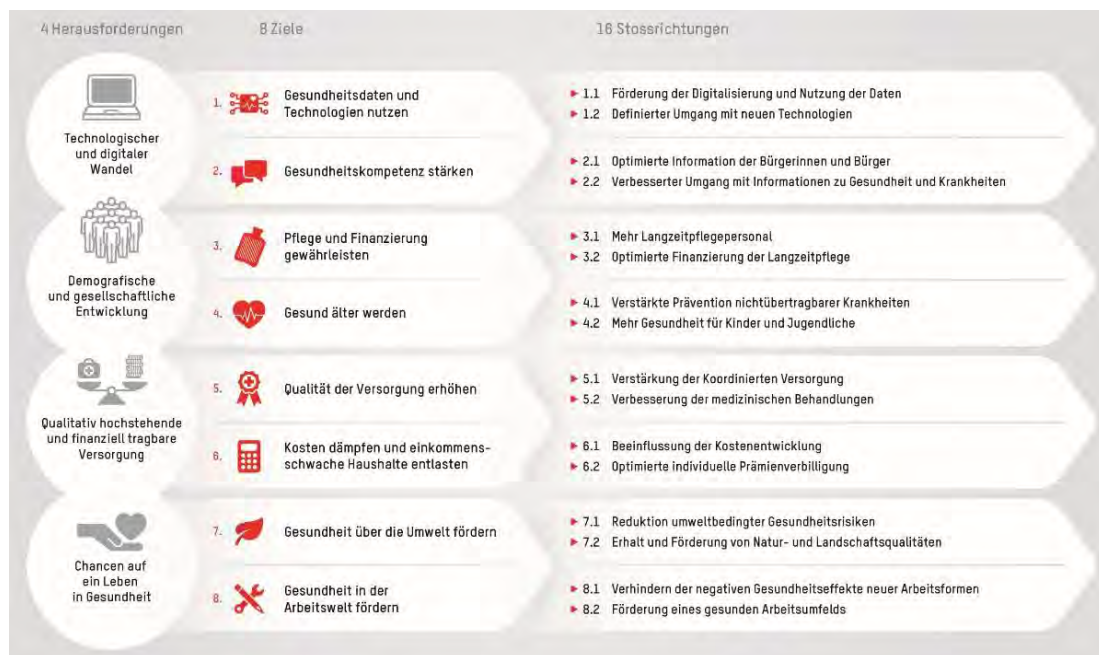 4 Herausforderungen
8 Ziele
16 Stossrichtungen
Technologischer
und digitaler
Wandel
1.
Gesundheitsdaten und
Technologien nutzen
▶ 1.1 Förderung der Digitalisierung und Nutzung der Daten
▶ 1.2 Definierter Umgang mit neuen Technologien
2.
Gesundheitskompetenz stärken
▶ 2.1 Optimierte Information der Bürgerinnen und Bürger
▶ 2.2 Verbesserter Umgang mit Informationen zu Gesundheit und Krankheiten
Demografische
und gesellschaftliche
Entwicklung
3.
Pflege und Finanzierung
gewährleisten
▶ 3.1 Mehr Langzeitpflegepersonal
▶ 3.2 Optimierte Finanzierung der Langzeitpflege
4.
Gesund älter werden
▶ 4.1 Verstärkte Prävention nichtübertragbarer Krankheiten
▶ 4.2 Mehr Gesundheit für Kinder und Jugendliche
Qualitativ hochstehende
und finanziell tragbare
Versorgung
5.
Qualität der Versorgung erhöhen
▶ 5.1 Verstärkung der Koordinierten Versorgung
▶ 5.2 Verbesserung der medizinischen Behandlungen
6.
Kosten dämpfen und einkommens-
schwache Haushalte entlasten
▶ 6.1 Beeinflussung der Kostenentwicklung
▶ 6.2 Optimierte individuelle Prämienverbilligung
Chancen auf
ein Leben
in Gesundheit
7.
Gesundheit über die Umwelt fördern
▶ 7.1 Reduktion umweltbedingter Gesundheitsrisiken
▶ 7.2 Erhalt und Förderung von Natur- und Landschaftsqualitäten
8.
Gesundheit in der
Arbeitswelt fördern
▶ 8.1 Verhindern der negativen Gesundheitseffekte neuer Arbeitsformen
▶ 8.2 Förderung eines gesunden Arbeitsumfelds